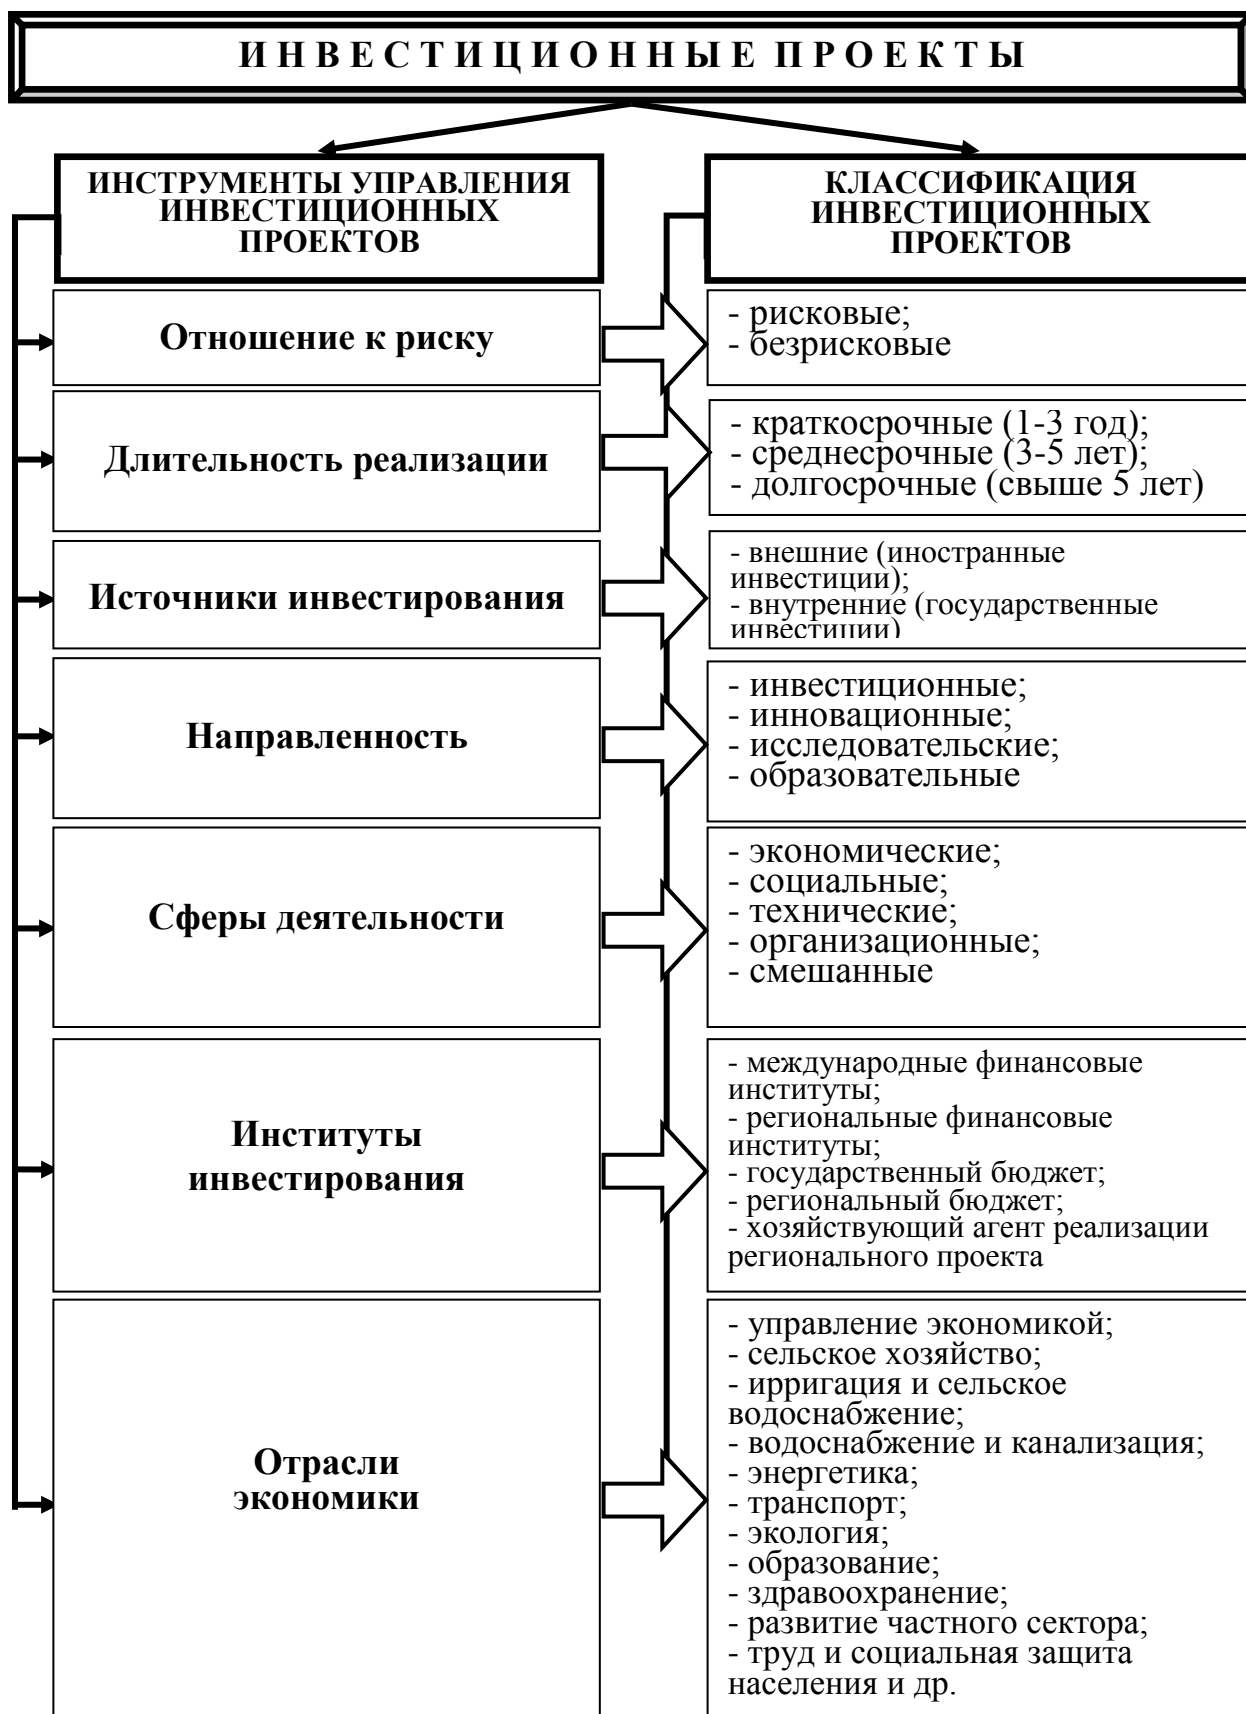 ИНВЕСТИЦИОННЫЕ ПРОЕКТЫ
ИНСТРУМЕНТЫ УПРАВЛЕНИЯ
ИНВЕСТИЦИОННЫХ
ПРОЕКТОВ
КЛАССИФИКАЦИЯ
ИНВЕСТИЦИОННЫХ
ПРОЕКТОВ
Отношение к риску
- рисковые;
- безрисковые
Длительность реализации
- краткосрочные (1-3 год);
- среднесрочные (3-5 лет);
- долгосрочные (свыше 5 лет)
Источники инвестирования
- внешние (иностранные
инвестиции);
- внутренние (государственные
инвестиции)
Направленность
- инвестиционные;
- инновационные;
- исследовательские;
- образовательные
Сферы деятельности
- экономические;
- социальные;
- технические;
- организационные;
- смешанные
Институты
инвестирования
- международные финансовые
институты;
- региональные финансовые
институты;
- государственный бюджет;
- региональный бюджет;
- хозяйствующий агент реализации
регионального проекта
Отрасли
экономики
- управление экономикой;
- сельское хозяйство;
- ирригация и сельское
водоснабжение;
- водоснабжение и канализация;
- энергетика;
- транспорт;
- экология;
- образование;
- здравоохранение;
- развитие частного сектора;
- труд и социальная защита
населения и др.